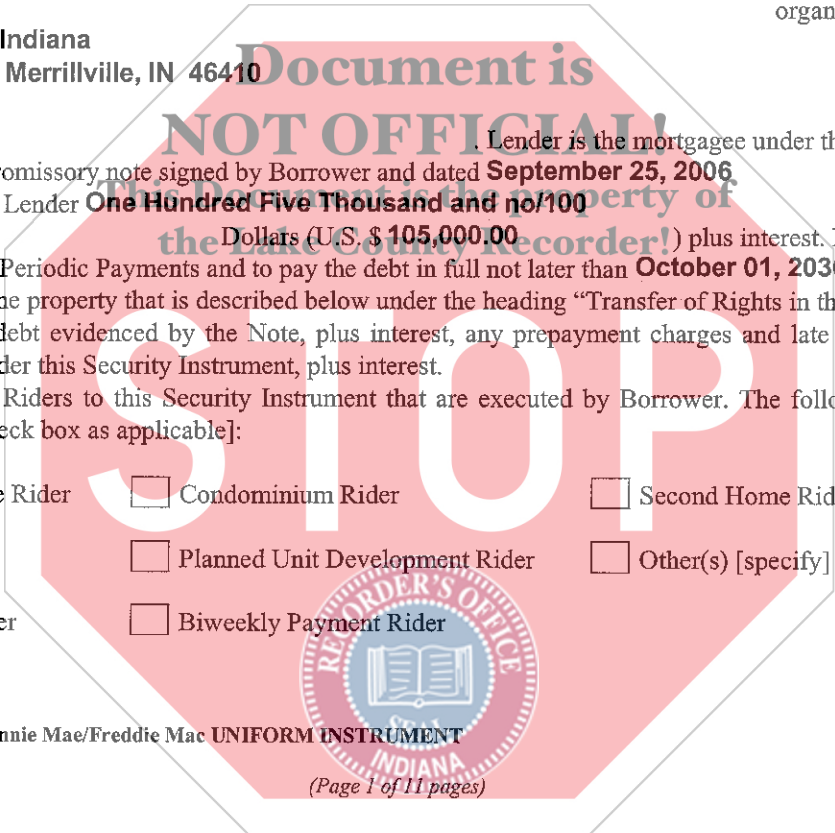 organ
Indiana
Merrillville, IN 46410
Document is
NOT OFFICIAL!
. Lender is the mortgagee under th
omissory note signed by Borrower and dated September 25, 2006
This Document is the property of
Lender One Hundred Five Thousand and no/100
the Lake County Recorder!
Dollars (U.S. $ 105,000.00 ) plus interest.
Periodic Payments and to pay the debt in full not later than October 01, 203
e property that is described below under the heading “Transfer of Rights in th
debt evidenced by the Note, plus interest, any prepayment charges and late
der this Security Instrument, plus interest.
Riders to this Security Instrument that are executed by Borrower. The follo
eck box as applicable]:
STOP
e Rider Condominium Rider Second Home Rid
Planned Unit Development Rider Other(s) [specify]
er Biweekly Payment Rider
RECORDER'S OFFICE
SEAL
INDIANA
nnie Mae/Freddie Mac UNIFORM INSTRUMENT
(Page 1 of 11 pages)